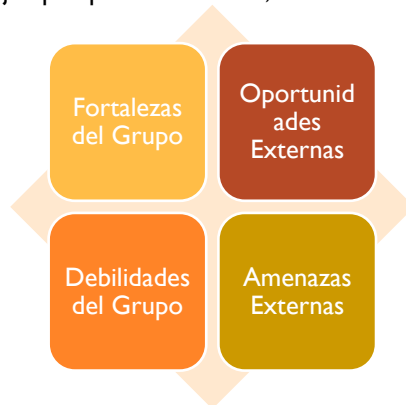 Fortalezas
del Grupo
Oportunid
ades
Externas
Debilidades
del Grupo
Amenazas
Externas